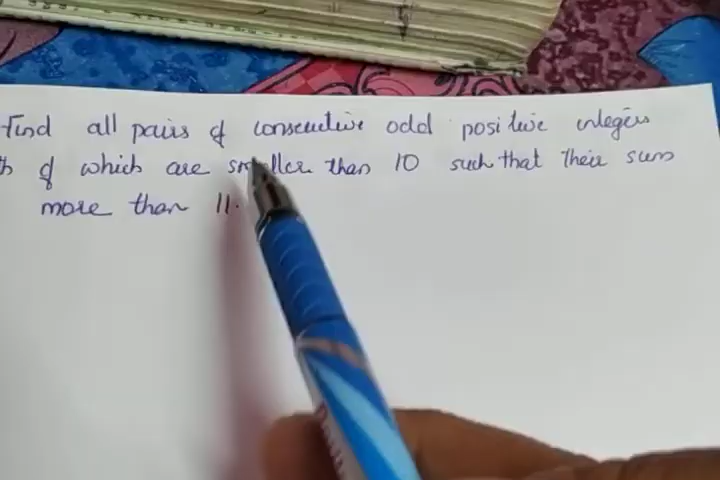 Find all pairs of consecutive odd positive integers
of which are smaller than 10 such that their sum
more than 11.